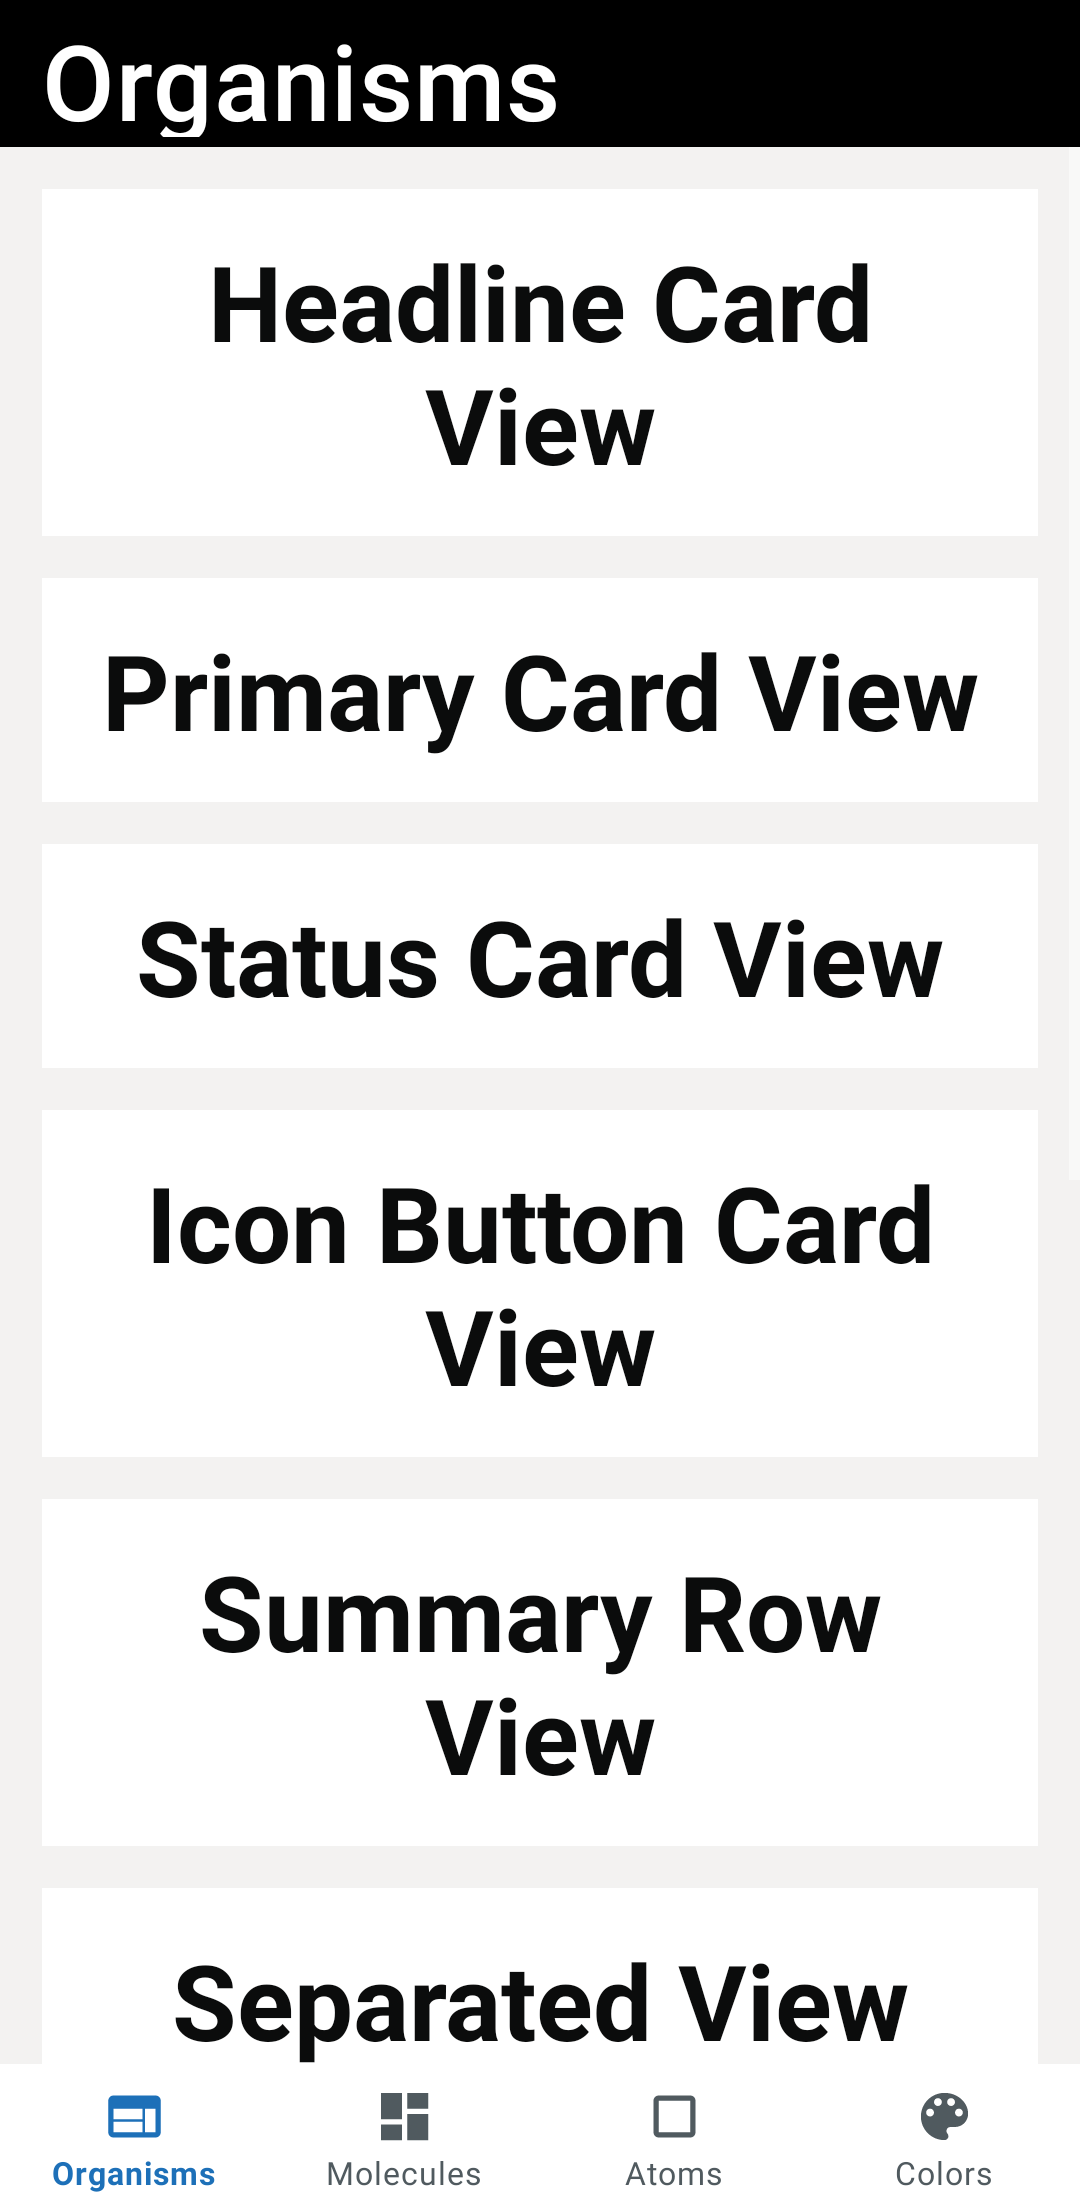 Organisms
Headline Card
View
Primary Card View
Status Card View
Icon Button Card
View
Summary Row
View
Separated View
Organisms
Molecules
Atoms
Colors